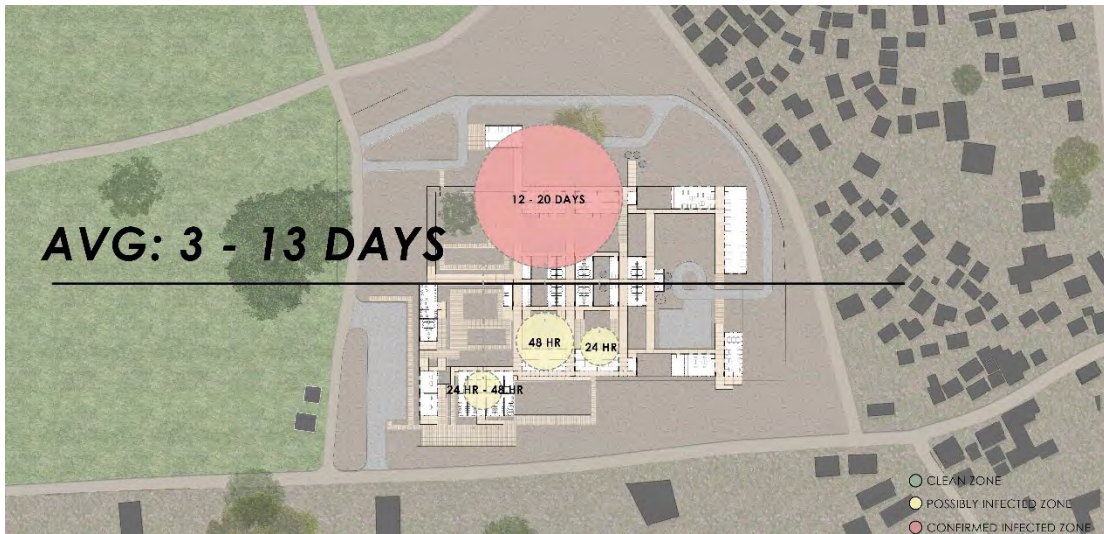 12 - 20 DAYS
AVG: 3 - 13 DAYS
48 HR
24 HR
24 HR - 48 HR
CLEAN ZONE
POSSIBLY INFECTED ZONE
CONFIRMED INFECTED ZONE